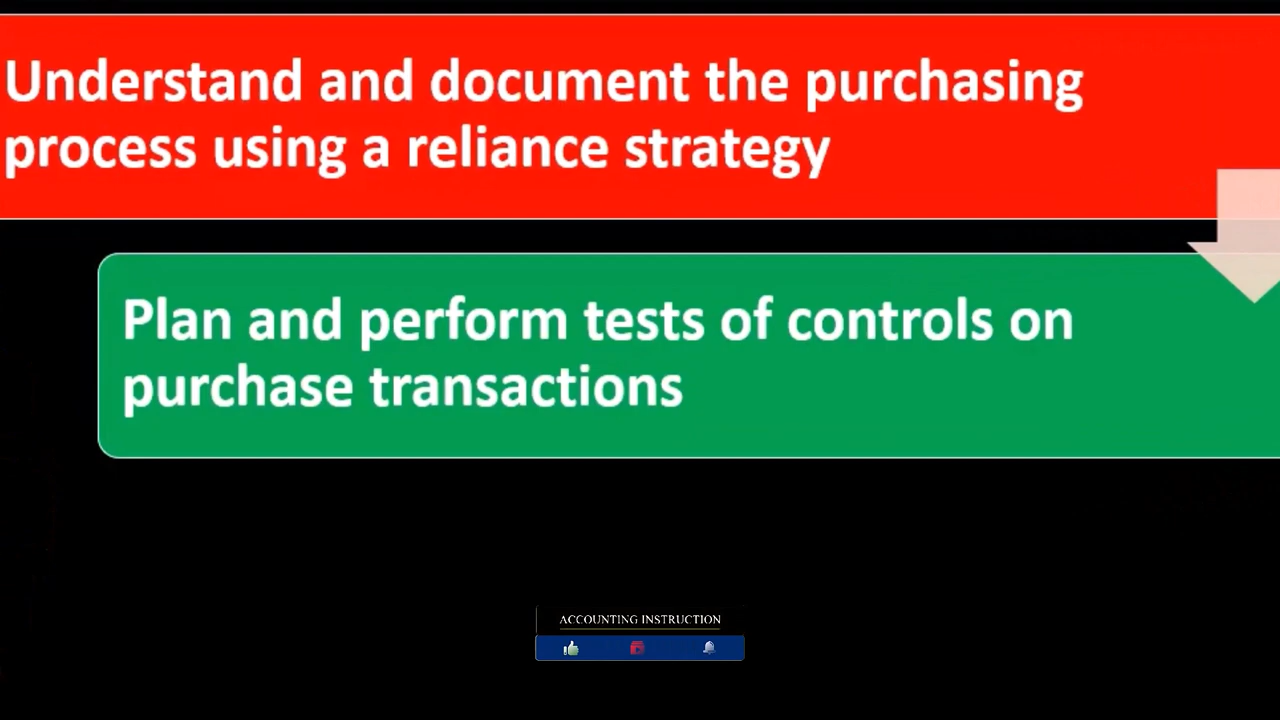 Understand and document the purchasing
process using a reliance strategy
Plan and perform tests of controls on
purchase transactions
ACCOUNTING INSTRUCTION